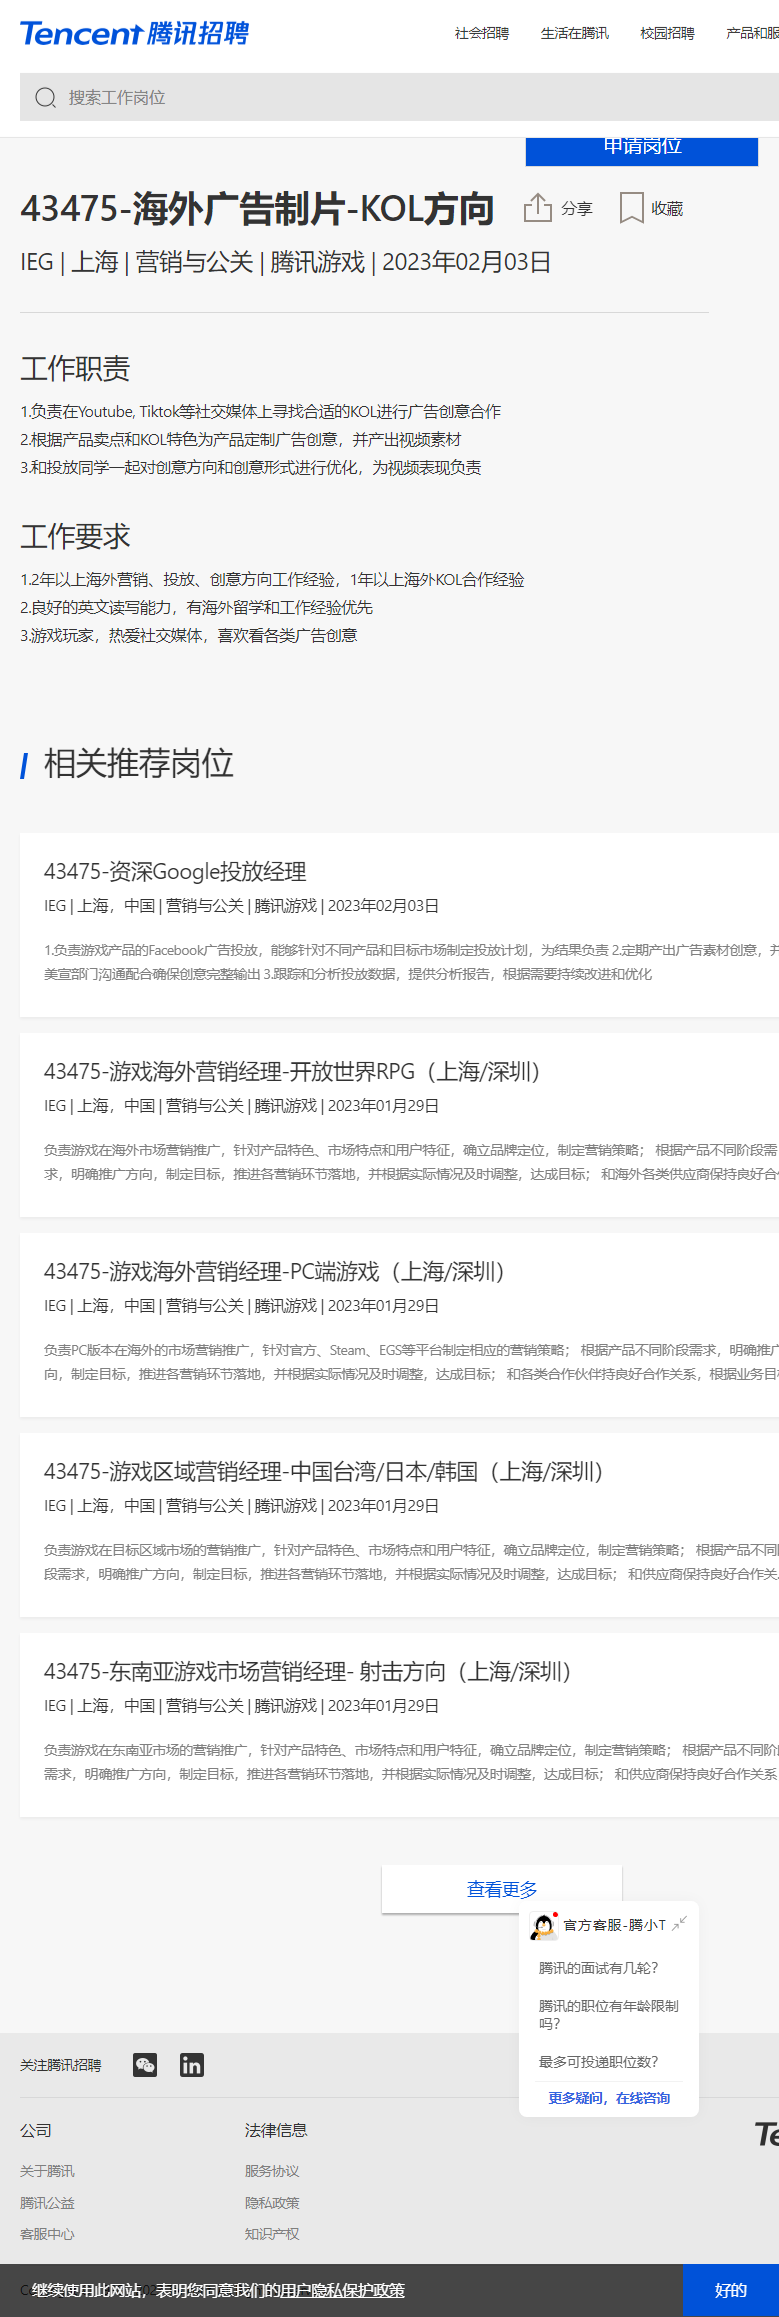 Tencent 腾讯招聘
社会招聘 生活在腾讯 校园招聘 产品和服
搜索工作岗位
申请岗位
43475-海外广告制片-KOL方向 分享 收藏
IEG | 上海 | 营销与公关 | 腾讯游戏 | 2023年02月03日
工作职责
1.负责在Youtube, Tiktok等社交媒体上寻找合适的KOL进行广告创意合作
2.根据产品卖点和KOL特色为产品定制广告创意，并产出视频素材
3.和投放同学一起对创意方向和创意形式进行优化，为视频表现负责
工作要求
1.2年以上海外营销、投放、创意方向工作经验，1年以上海外KOL合作经验
2.良好的英文读写能力，有海外留学和工作经验优先
3.游戏玩家，热爱社交媒体，喜欢看各类广告创意
相关推荐岗位
43475-资深Google投放经理
IEG | 上海，中国 | 营销与公关 | 腾讯游戏 | 2023年02月03日
1.负责游戏产品的Facebook广告投放，能够针对不同产品和目标市场制定投放计划，为结果负责 2.定期产出广告素材创意，并
美宣部门沟通配合确保创意完整输出 3.跟踪和分析投放数据，提供分析报告，根据需要持续改进和优化
43475-游戏海外营销经理-开放世界RPG（上海/深圳）
IEG | 上海，中国 | 营销与公关 | 腾讯游戏 | 2023年01月29日
负责游戏在海外市场营销推广，针对产品特色、市场特点和用户特征，确立品牌定位，制定营销策略； 根据产品不同阶段需
求，明确推广方向，制定目标，推进各营销环节落地，并根据实际情况及时调整，达成目标； 和海外各类供应商保持良好合
43475-游戏海外营销经理-PC端游戏（上海/深圳）
IEG | 上海，中国 | 营销与公关 | 腾讯游戏 | 2023年01月29日
负责PC版本在海外的市场营销推广，针对官方、Steam、EGS等平台制定相应的营销策略； 根据产品不同阶段需求，明确推广
向，制定目标，推进各营销环节落地，并根据实际情况及时调整，达成目标； 和各类合作伙伴持良好合作关系，根据业务目
43475-游戏区域营销经理-中国台湾/日本/韩国（上海/深圳）
IEG | 上海，中国 | 营销与公关 | 腾讯游戏 | 2023年01月29日
负责游戏在目标区域市场的营销推广，针对产品特色、市场特点和用户特征，确立品牌定位，制定营销策略； 根据产品不同
段需求，明确推广方向，制定目标，推进各营销环节落地，并根据实际情况及时调整，达成目标； 和供应商保持良好合作关
43475-东南亚游戏市场营销经理- 射击方向（上海/深圳）
IEG | 上海，中国 | 营销与公关 | 腾讯游戏 | 2023年01月29日
负责游戏在东南亚市场的营销推广，针对产品特色、市场特点和用户特征，确立品牌定位，制定营销策略； 根据产品不同阶
需求，明确推广方向，制定目标，推进各营销环节落地，并根据实际情况及时调整，达成目标； 和供应商保持良好合作关系
查看更多
官方客服-腾小T
腾讯的面试有几轮？
腾讯的职位有年龄限制
吗？
最多可投递职位数？
更多疑问，在线咨询
关注腾讯招聘
公司 法律信息
关于腾讯 服务协议
腾讯公益 隐私政策
客服中心 知识产权
继续使用此网站，表明您同意我们的用户隐私保护政策 好的